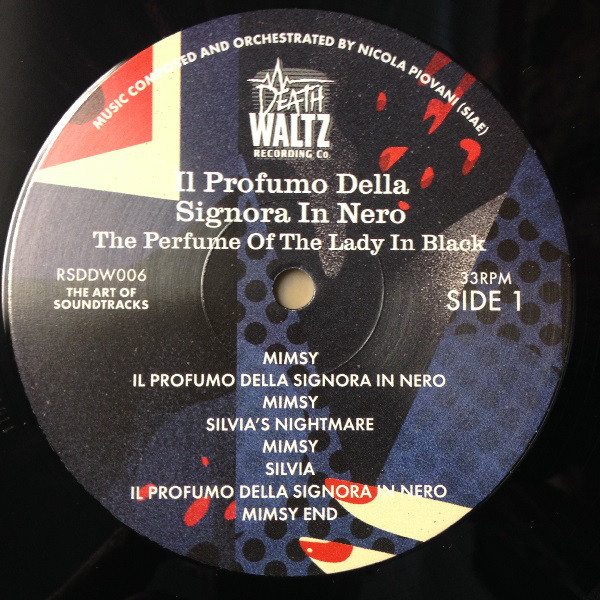 MUSIC COMPOSED AND ORCHESTRATED BY NICOLA PIOVANI (SIAE)
DEATH
WALTZ
RECORDING Co.
Il Profumo Della
Signora In Nero
The Perfume Of The Lady In Black
RSDDW006
THE ART OF
SOUNDTRACKS
33RPM
SIDE 1
MIMSY
IL PROFUMO DELLA SIGNORA IN NERO
MIMSY
SILVIA'S NIGHTMARE
MIMSY
SILVIA
IL PROFUMO DELLA SIGNORA IN NERO
MIMSY END